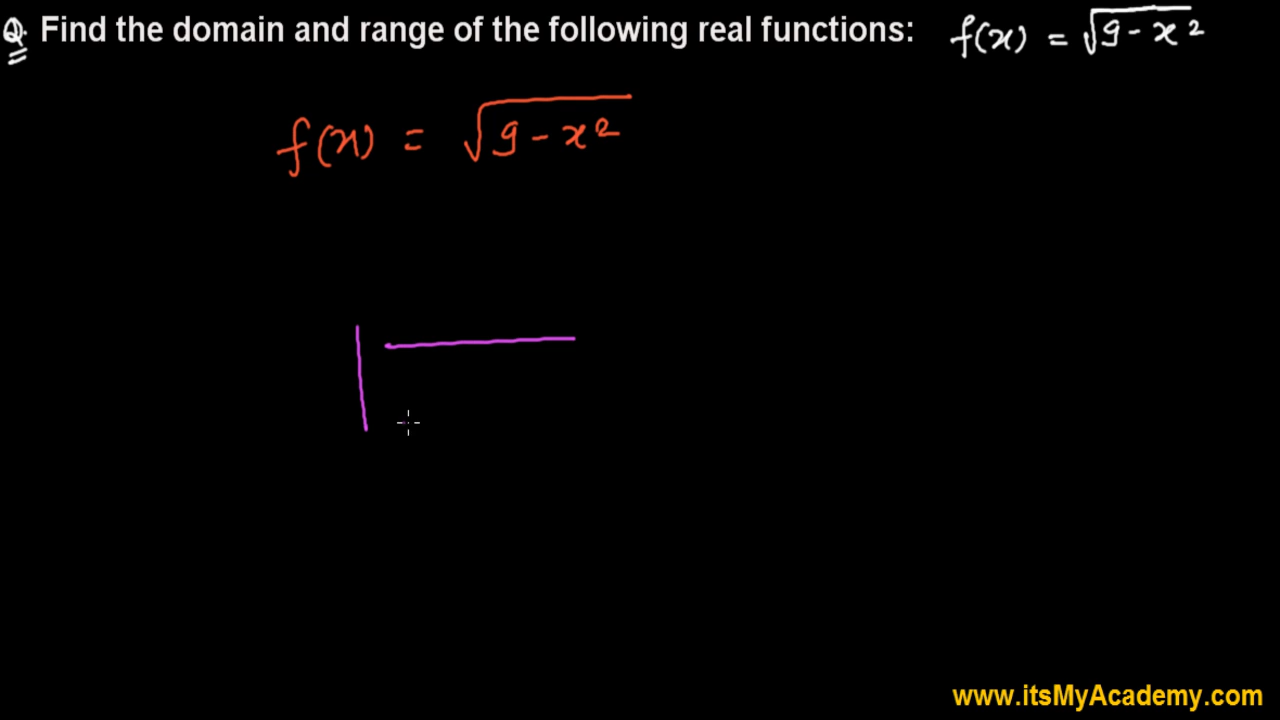 Q. Find the domain and range of the following real functions: f(x) = √9-x²
f(x) = √9-x²
www.itsMyAcademy.com